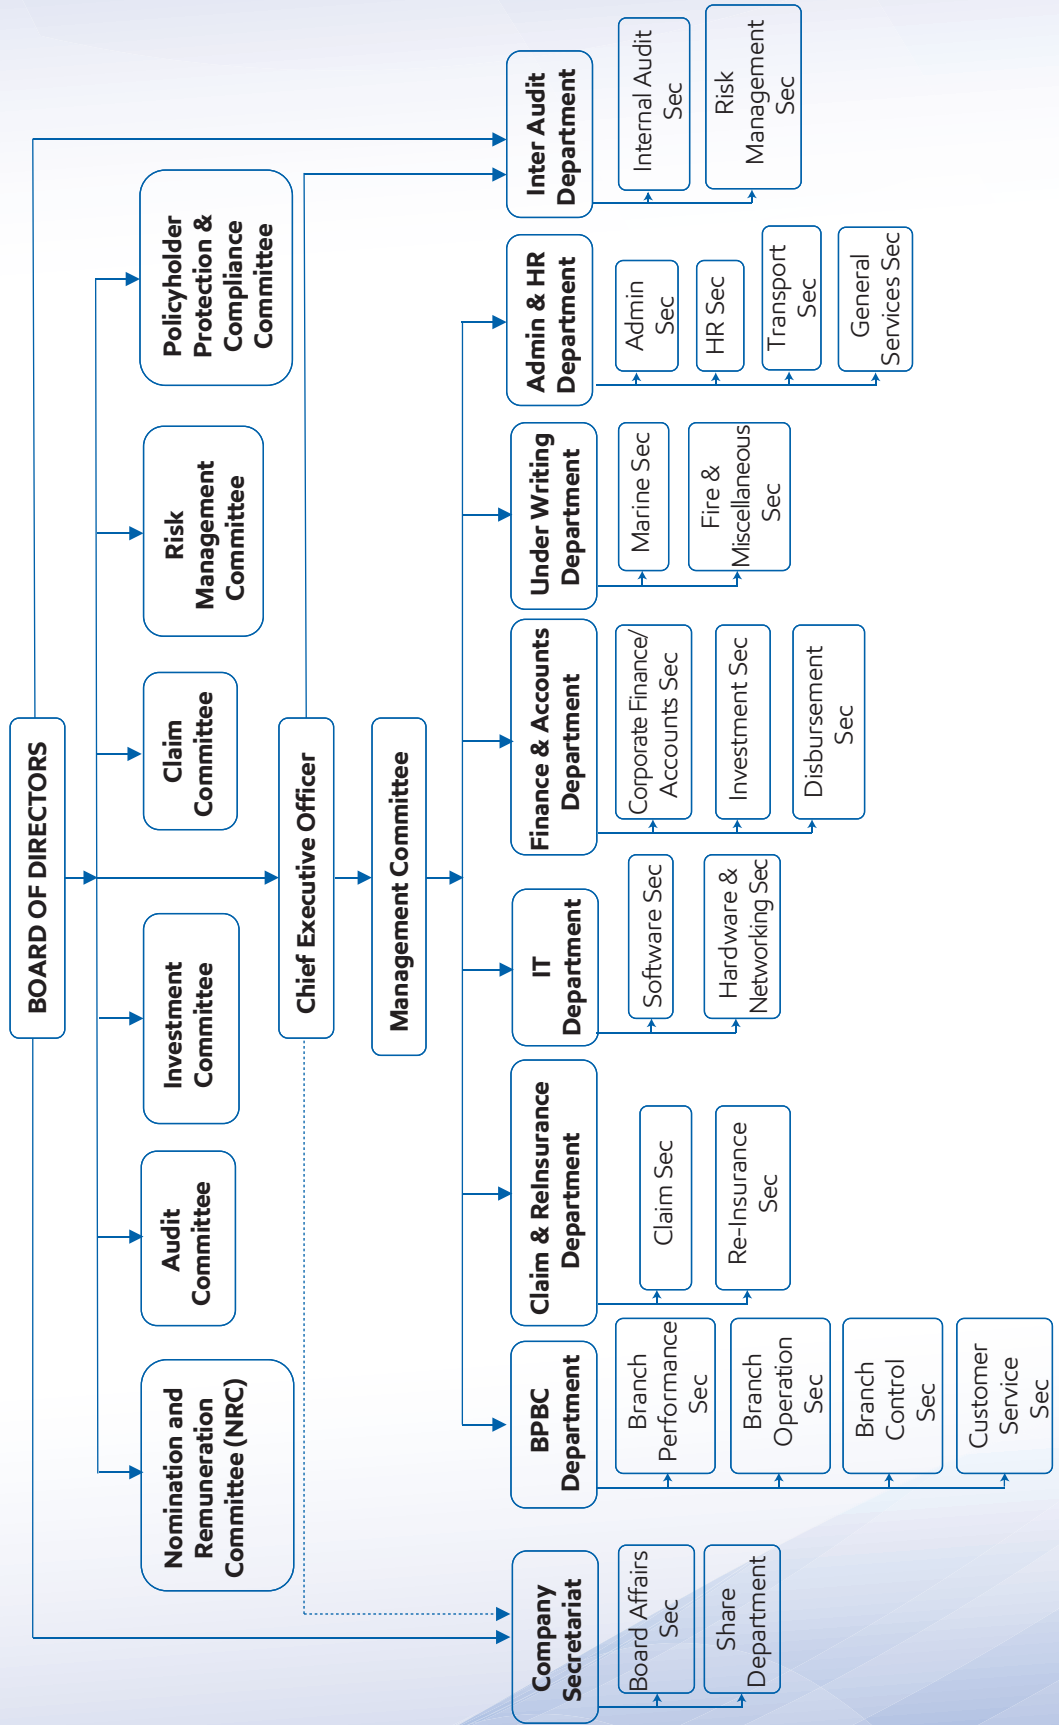 BOARD OF DIRECTORS
Nomination and
Remuneration
Committee (NRC)
Audit
Committee
Investment
Committee
Claim
Committee
Risk
Management
Committee
Policyholder
Protection &
Compliance
Committee
Chief Executive Officer
Management Committee
Company
Secretariat
Board Affairs
Sec
Share
Department
BPBC
Department
Branch
Performance
Sec
Branch
Operation
Sec
Branch
Control
Sec
Customer
Service
Sec
Claim & ReInsurance
Department
Claim Sec
Re-Insurance
Sec
IT
Department
Software Sec
Hardware &
Networking Sec
Finance & Accounts
Department
Corporate Finance/
Accounts Sec
Investment Sec
Disbursement
Sec
Under Writing
Department
Marine Sec
Fire &
Miscellaneous
Sec
Admin & HR
Department
Admin
Sec
HR Sec
Transport
Sec
General
Services Sec
Inter Audit
Department
Internal Audit
Sec
Risk
Management
Sec